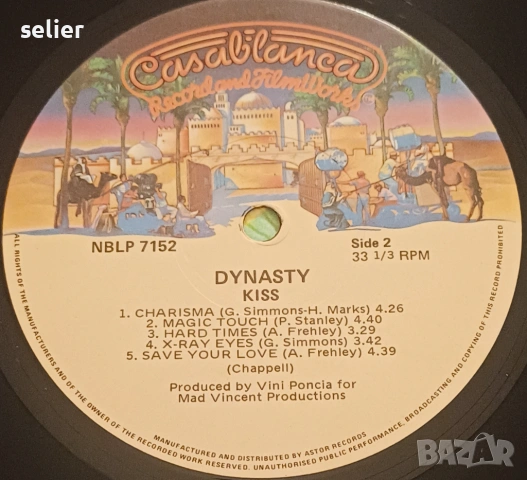 selier
Casablanca
Record and FilmWorks
NBLP 7152
Side 2
33 1/3 RPM
DYNASTY
KISS
1. CHARISMA (G. Simmons-H. Marks) 4.26
2. MAGIC TOUCH (P. Stanley) 4.40
3. HARD TIMES (A. Frehley) 3.29
4. X-RAY EYES (G. Simmons) 3.42
5. SAVE YOUR LOVE (A. Frehley) 4.39
(Chappell)
Produced by Vini Poncia for
Mad Vincent Productions
MANUFACTURED AND DISTRIBUTED BY ASTOR RECORDS
ALL RIGHTS OF THE MANUFACTURERS AND OF THE OWNER OF THE RECORDED WORK RESERVED. UNAUTHORISED PUBLIC PERFORMANCE, BROADCASTING AND COPYING OF THIS RECORD PROHIBITED
BAZAR